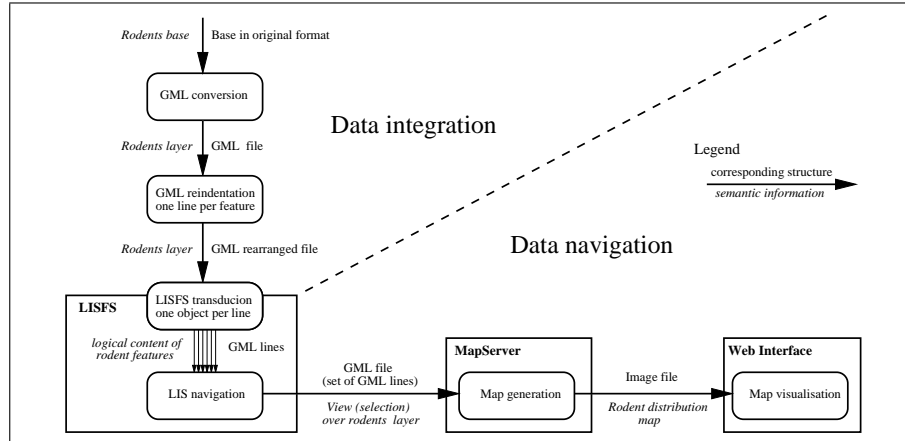 Rodents base
Base in original format
GML conversion
Data integration
Rodents layer
GML file
Legend
corresponding structure
semantic information
GML reindentation
one line per feature
Rodents layer
GML rearranged file
Data navigation
LISFS
LISFS transducion
one object per line
logical content of
rodent features
GML lines
LIS navigation
GML file
(set of GML lines)
View (selection)
over rodents layer
MapServer
Map generation
Image file
Rodent distribution
map
Web Interface
Map visualisation